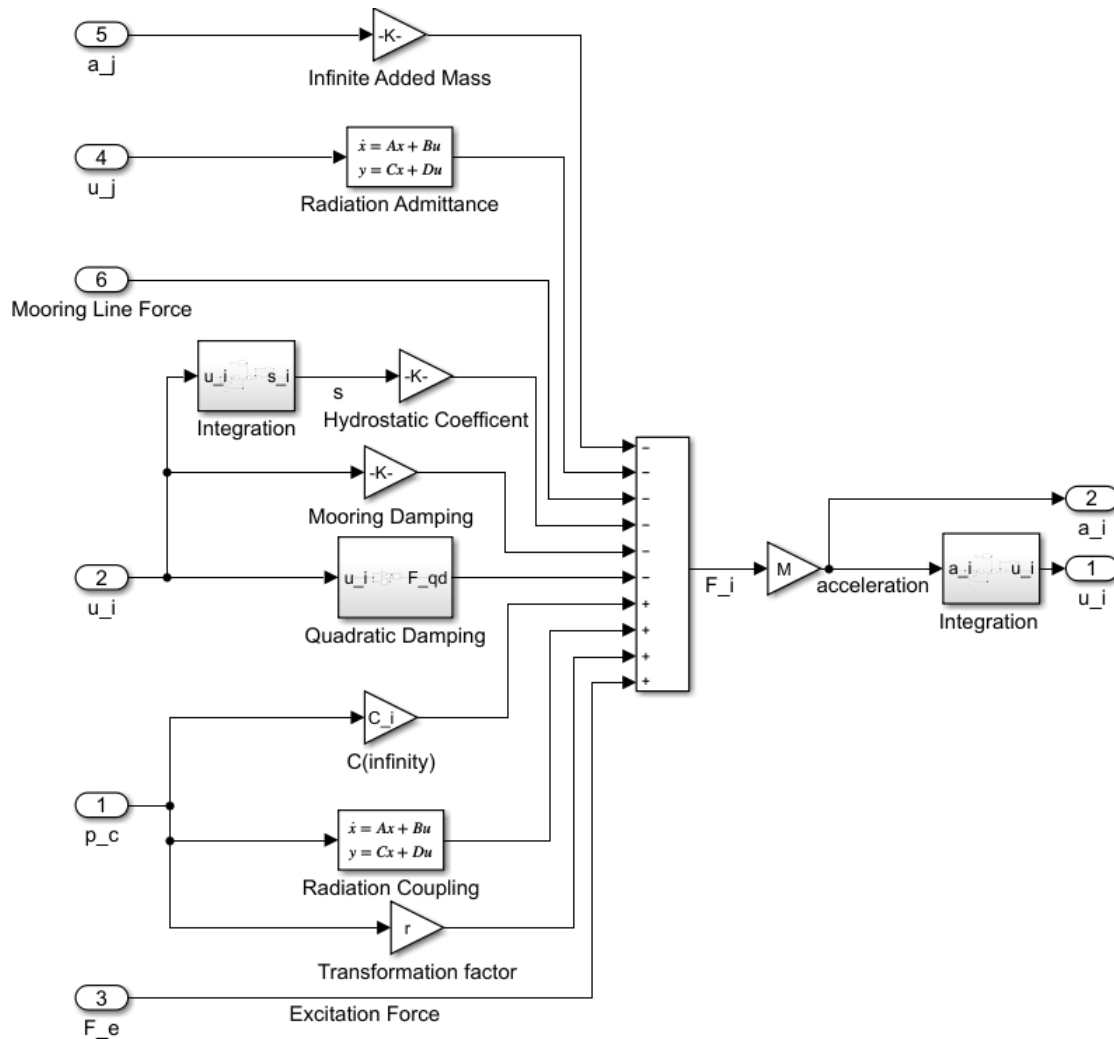 5
a_j
-K-
Infinite Added Mass
4
u_j
ẋ = Ax + Bu
y = Cx + Du
Radiation Admittance
6
Mooring Line Force
u_i
s_i
Integration
s
-K-
Hydrostatic Coefficent
-K-
Mooring Damping
2
u_i
u_i
F_qd
Quadratic Damping
C_i
C(infinity)
1
p_c
ẋ = Ax + Bu
y = Cx + Du
Radiation Coupling
r
Transformation factor
3
F_e
Excitation Force
−
−
−
−
−
−
+
+
+
+
F_i
M
acceleration
a_i
u_i
Integration
2
a_i
1
u_i